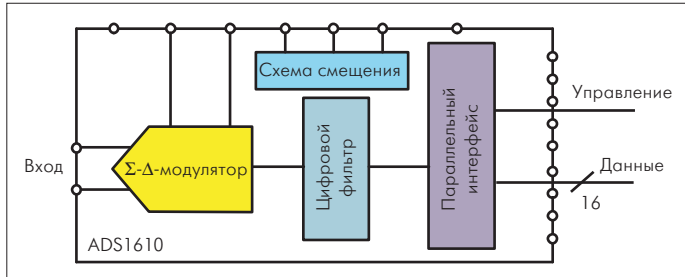 Схема смещения
Управление
Вход
Σ-Δ-модулятор
Цифровой
фильтр
Параллельный
интерфейс
Данные
16
ADS1610